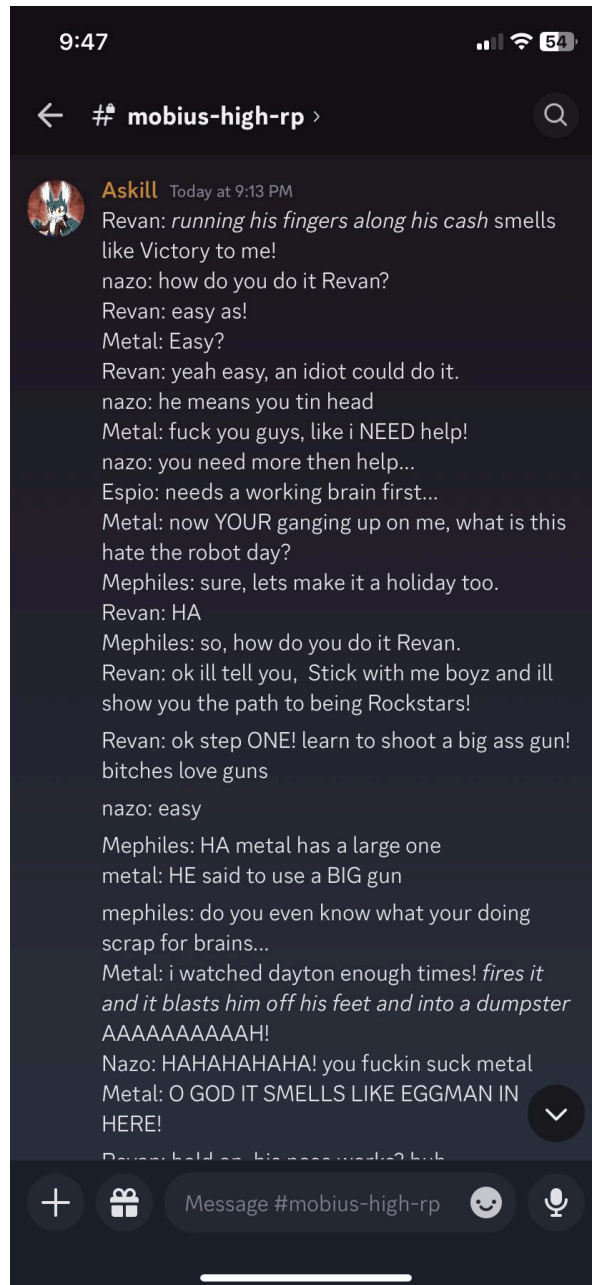 9:47
54
# mobius-high-rp >
Askill Today at 9:13 PM
Revan: running his fingers along his cash smells
like Victory to me!
nazo: how do you do it Revan?
Revan: easy as!
Metal: Easy?
Revan: yeah easy, an idiot could do it.
nazo: he means you tin head
Metal: fuck you guys, like i NEED help!
nazo: you need more then help...
Espio: needs a working brain first...
Metal: now YOUR ganging up on me, what is this
hate the robot day?
Mephiles: sure, lets make it a holiday too.
Revan: HA
Mephiles: so, how do you do it Revan.
Revan: ok ill tell you, Stick with me boyz and ill
show you the path to being Rockstars!
Revan: ok step ONE! learn to shoot a big ass gun!
bitches love guns
nazo: easy
Mephiles: HA metal has a large one
metal: HE said to use a BIG gun
mephiles: do you even know what your doing
scrap for brains...
Metal: i watched dayton enough times! fires it
and it blasts him off his feet and into a dumpster
AAAAAAAAAAH!
Nazo: HAHAHAHAHA! you fuckin suck metal
Metal: O GOD IT SMELLS LIKE EGGMAN IN
HERE!
Revan: hold on, his nose works? huh
Message #mobius-high-rp